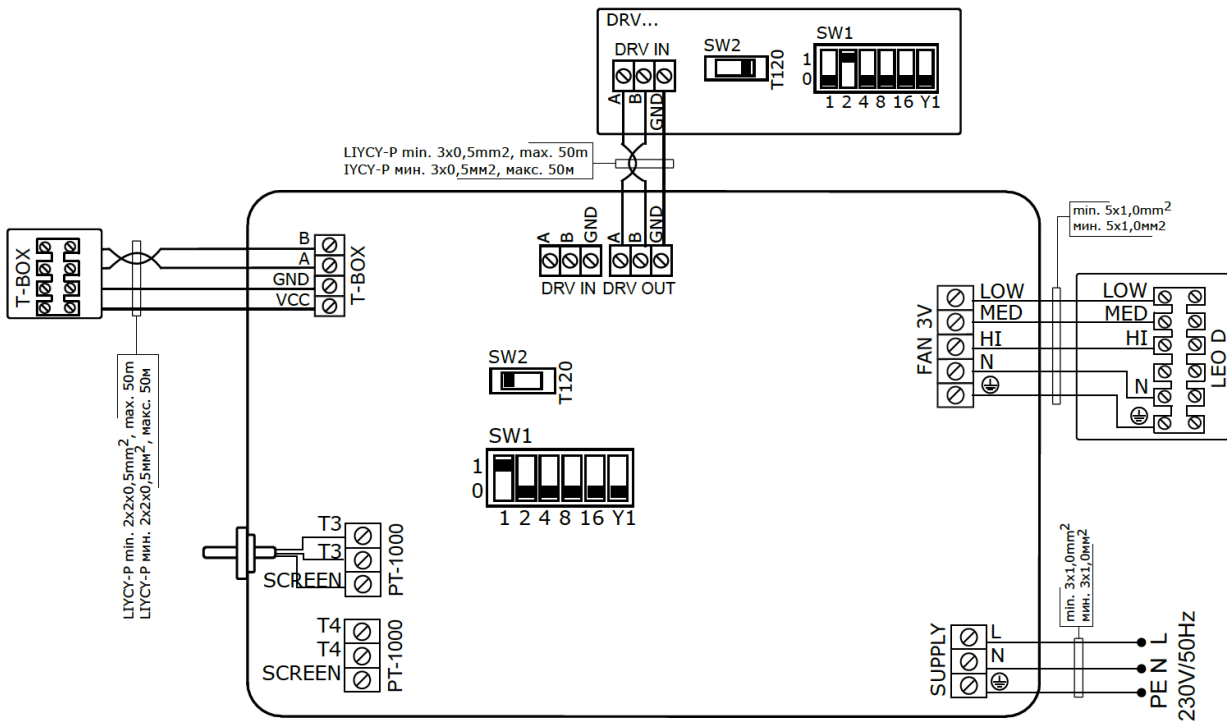 DRV...
DRV IN
SW2
T120
SW1
1
0
1 2 4 8 16 Y1
A
B
GND
LIYCY-P min. 3x0,5mm2, max. 50m
IYCY-P мин. 3x0,5мм2, макс. 50м
T-BOX
B
A
GND
VCC
T-BOX
A
B
GND
A
B
GND
DRV IN
DRV OUT
min. 5x1,0mm2
мин. 5x1,0мм2
FAN 3V
LOW
MED
HI
N
LOW
MED
HI
N
LEO D
LIYCY-P min. 2x2x0,5mm2, max. 50m
LIYCY-P мин. 2x2x0,5мм2, макс. 50м
SW2
T120
SW1
1
0
1 2 4 8 16 Y1
T3
T3
SCREEN
PT-1000
T4
T4
SCREEN
PT-1000
SUPPLY
L
N
min. 3x1,0mm2
мин. 3x1,0мм2
PE N L
230V/50Hz